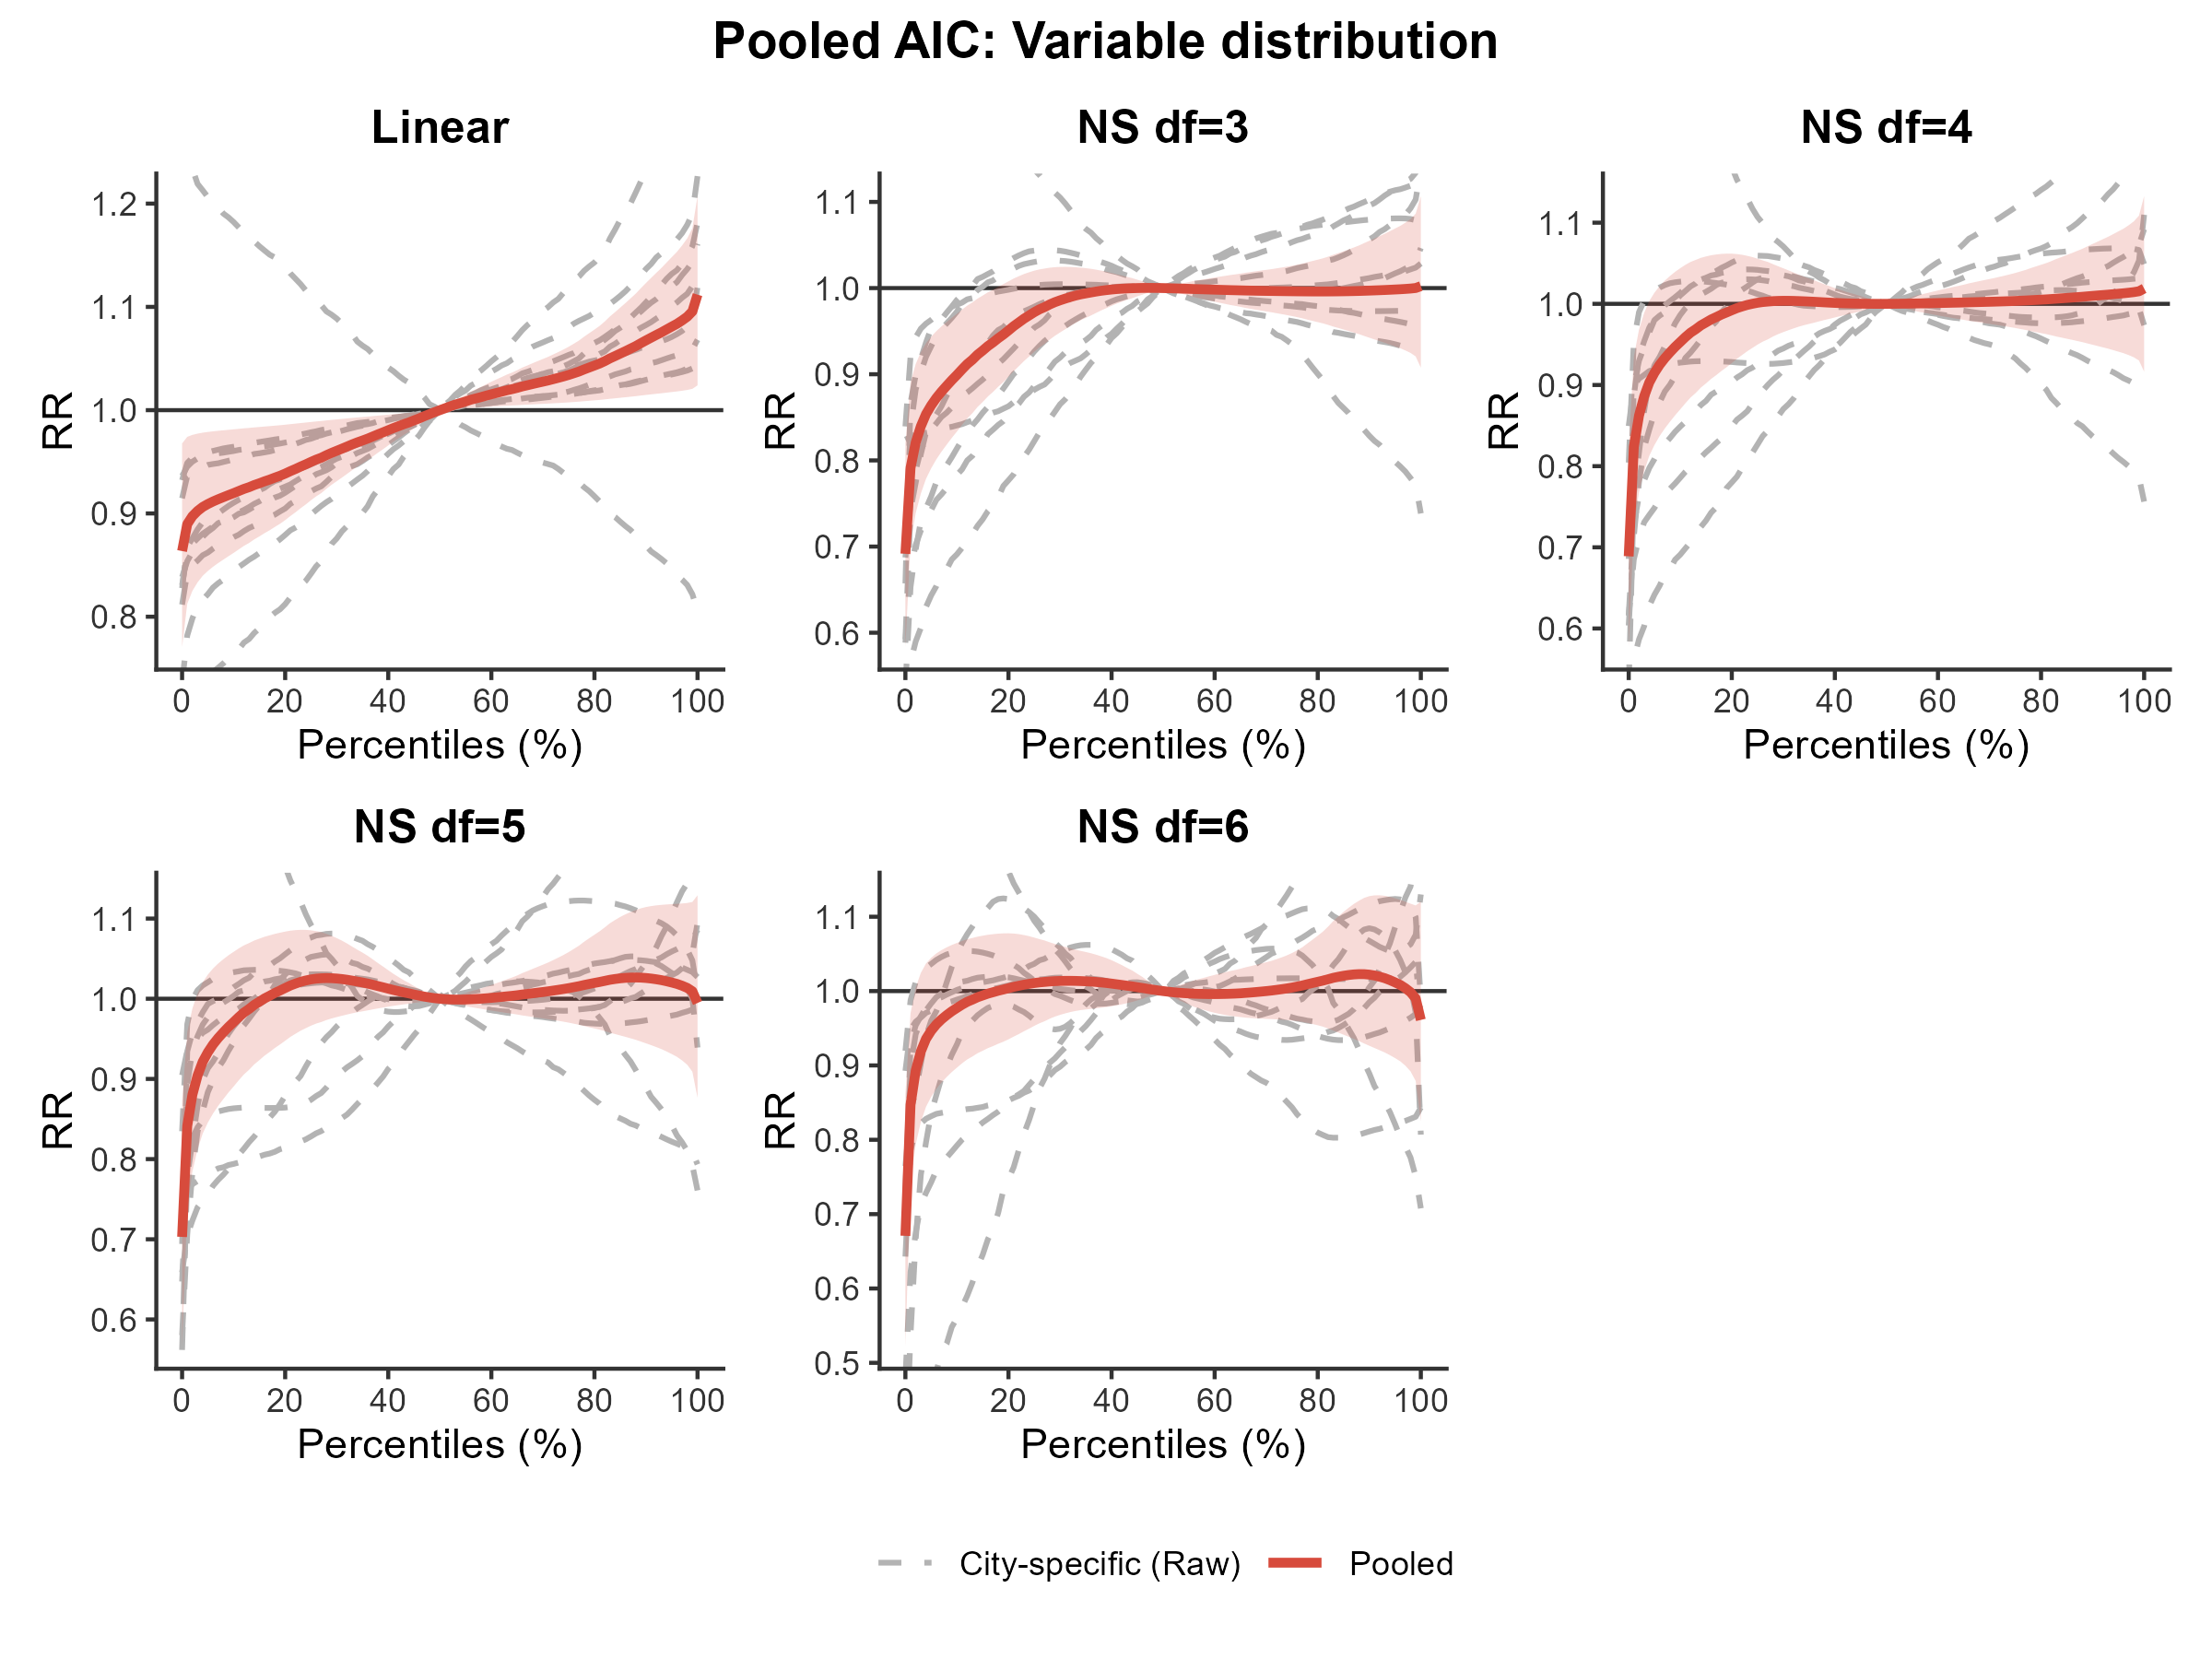 Pooled AIC: Variable distribution
Linear
NS df=3
NS df=4
RR
1.2
1.1
1.0
0.9
0.8
0 20 40 60 80 100
Percentiles (%)
RR
1.1
1.0
0.9
0.8
0.7
0.6
0 20 40 60 80 100
Percentiles (%)
RR
1.1
1.0
0.9
0.8
0.7
0.6
0 20 40 60 80 100
Percentiles (%)
NS df=5
NS df=6
RR
1.1
1.0
0.9
0.8
0.7
0.6
0 20 40 60 80 100
Percentiles (%)
RR
1.1
1.0
0.9
0.8
0.7
0.6
0.5
0 20 40 60 80 100
Percentiles (%)
City-specific (Raw) Pooled